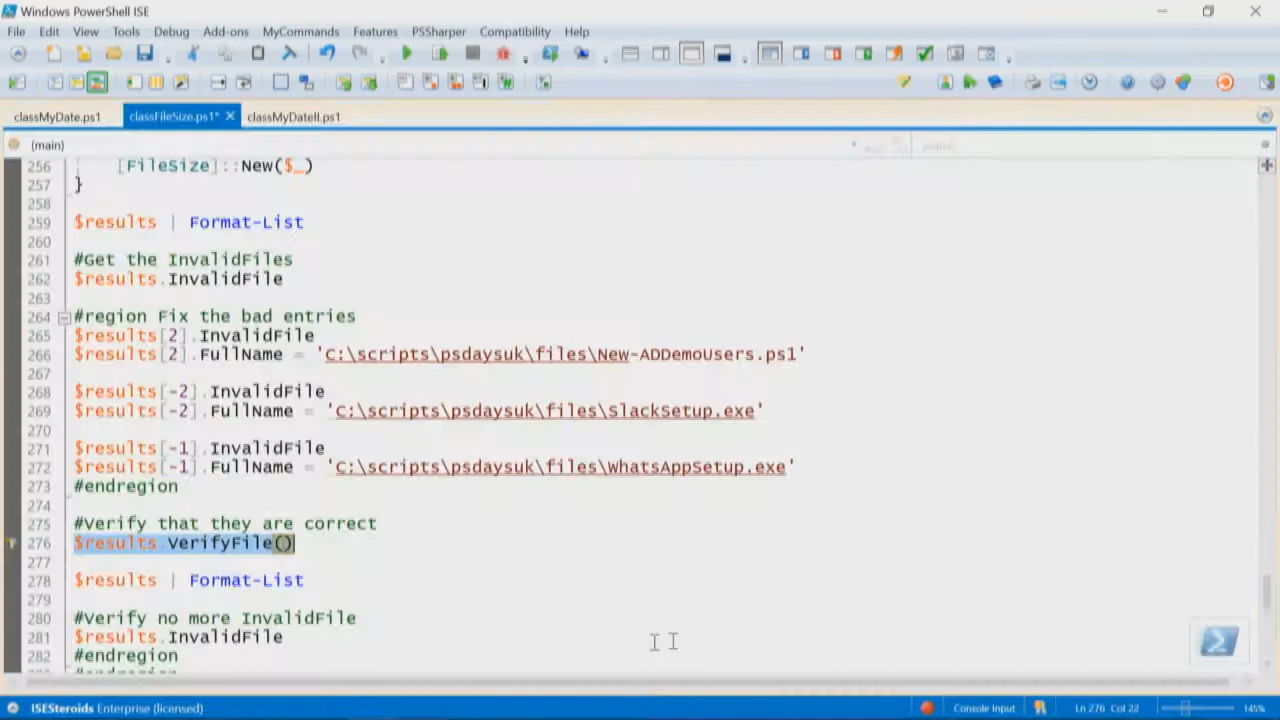 Windows PowerShell ISE
File Edit View Tools Debug Add-ons MyCommands Features PSSharper Compatibility Help
classMyDate.ps1 classFileSize.ps1* classMyDateII.ps1
(main)
256 [FileSize]::New($_)
257 }
258
259 $results | Format-List
260
261 #Get the InvalidFiles
262 $results.InvalidFile
263
264 #region Fix the bad entries
265 $results[2].InvalidFile
266 $results[2].FullName = 'C:\scripts\psdaysuk\files\New-ADDemoUsers.ps1'
267
268 $results[-2].InvalidFile
269 $results[-2].FullName = 'C:\scripts\psdaysuk\files\SlackSetup.exe'
270
271 $results[-1].InvalidFile
272 $results[-1].FullName = 'C:\scripts\psdaysuk\files\WhatsAppSetup.exe'
273 #endregion
274
275 #Verify that they are correct
276 $results.VerifyFile()
277
278 $results | Format-List
279
280 #Verify no more InvalidFile
281 $results.InvalidFile
282 #endregion
ISESteroids Enterprise (licensed) Console Input Ln 276 Col 22 145%